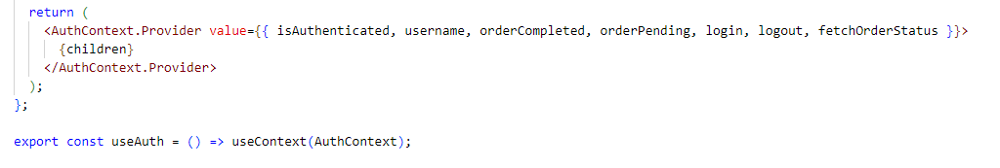 return (
<AuthContext.Provider value={{ isAuthenticated, username, orderCompleted, orderPending, login, logout, fetchOrderStatus }}>
{children}
</AuthContext.Provider>
);
};
export const useAuth = () => useContext(AuthContext);